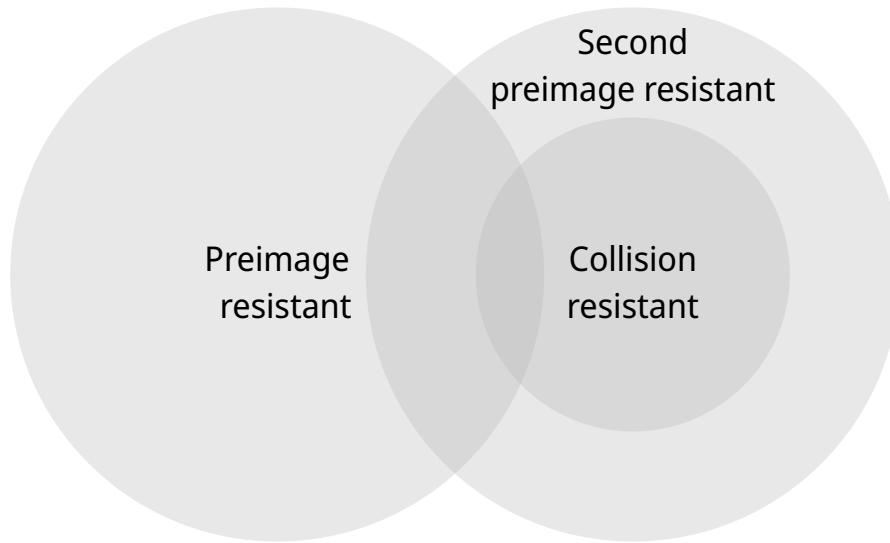 Second
preimage resistant
Preimage
resistant
Collision
resistant